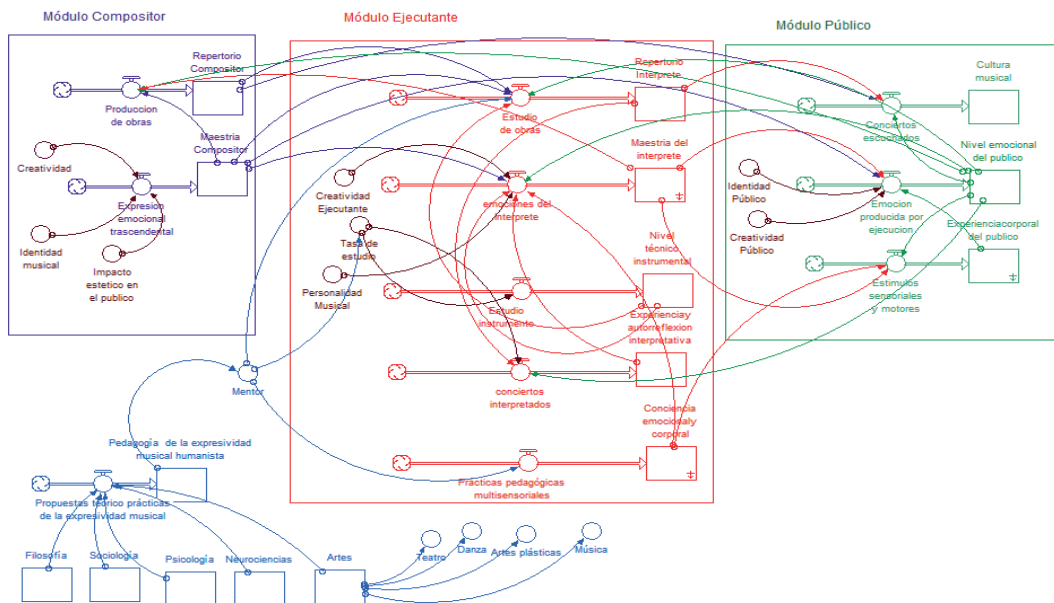 Módulo Compositor
Módulo Ejecutante
Módulo Público
Repertorio
Compositor
Produccion
de obras
Maestria
Compositor
Creatividad
Expresion
emocional
trascendental
Identidad
musical
Impacto
estetico en
el publico
Repertorio
Interprete
Estudio
de obras
Maestria del
interprete
Creatividad
Ejecutante
emociones del
interprete
Tasa de
estudio
Nivel
técnico
instrumental
Personalidad
Musical
Estudio
instrumento
Experienciay
autorreflexion
interpretativa
conciertos
interpretados
Conciencia
emocionaly
corporal
Prácticas pedagógicas
multisensoriales
Cultura
musical
Conciertos
escuchados
Nivel emocional
del publico
Identidad
Público
Emocion
producida por
ejecucion
Creatividad
Público
Experienciacorporal
del publico
Estimulos
sensoriales
y motores
Mentor
Pedagogía de la expresividad
musical humanista
Propuestas teórico prácticas
de la expresividad musical
Filosofía
Sociología
Psicología
Neurociencias
Artes
Teatro
Danza
Artes plásticas
Música